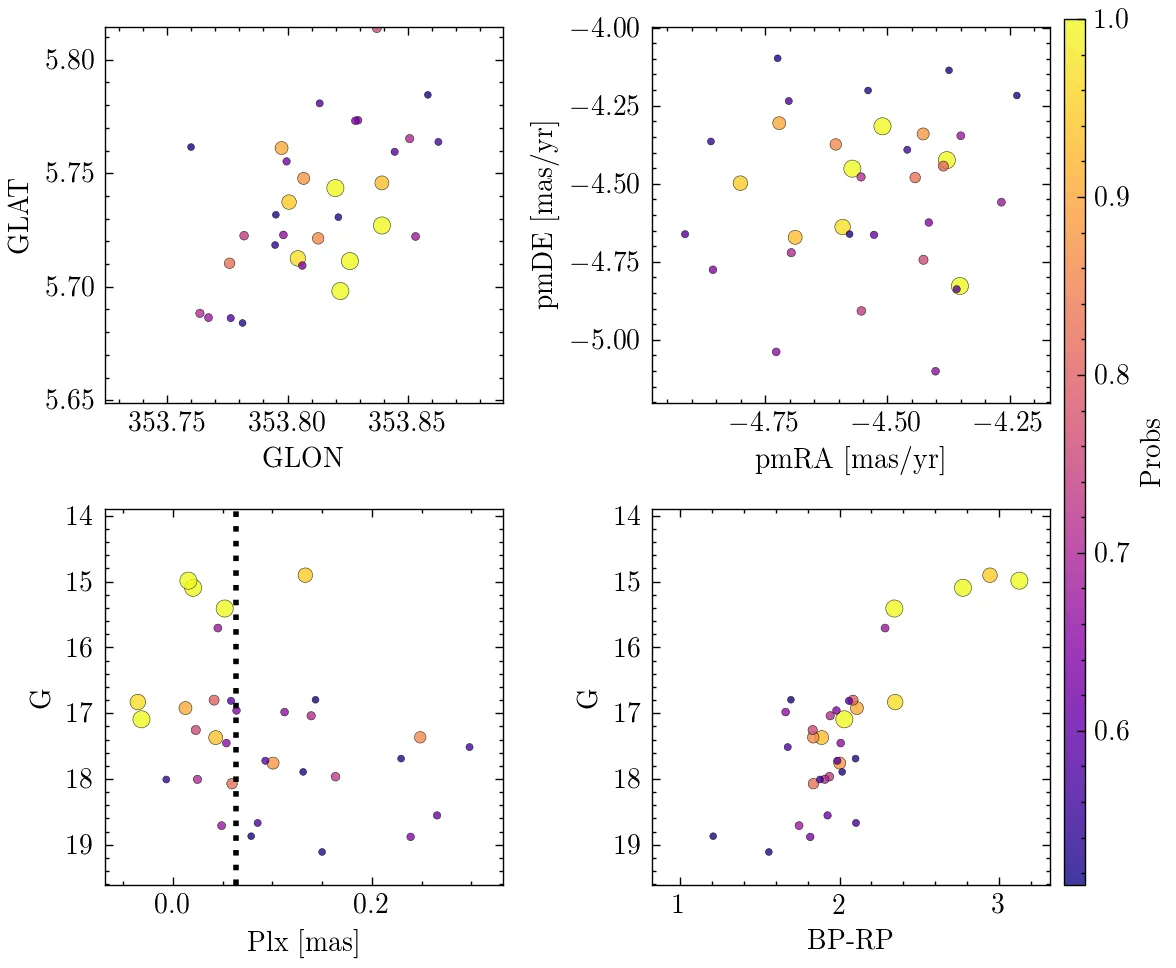 5.80
5.75
5.70
5.65
GLAT
353.75 353.80 353.85
GLON
−4.00
−4.25
−4.50
−4.75
−5.00
pmDE [mas/yr]
−4.75 −4.50 −4.25
pmRA [mas/yr]
14
15
16
17
18
19
G
0.0 0.2
Plx [mas]
14
15
16
17
18
19
G
1 2 3
BP-RP
1.0
0.9
0.8
0.7
0.6
Probs